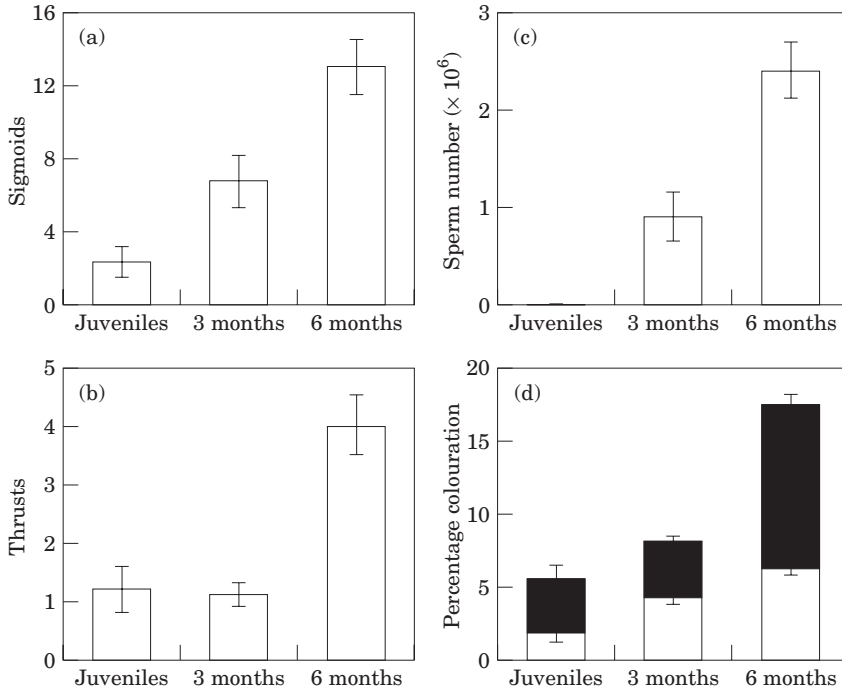 (a)
Sigmoids
16
12
8
4
0
Juveniles 3 months 6 months
(c)
Sperm number (× 10⁶)
3
2
1
0
Juveniles 3 months 6 months
(b)
Thrusts
5
4
3
2
1
0
Juveniles 3 months 6 months
(d)
Percentage colouration
20
15
10
5
0
Juveniles 3 months 6 months